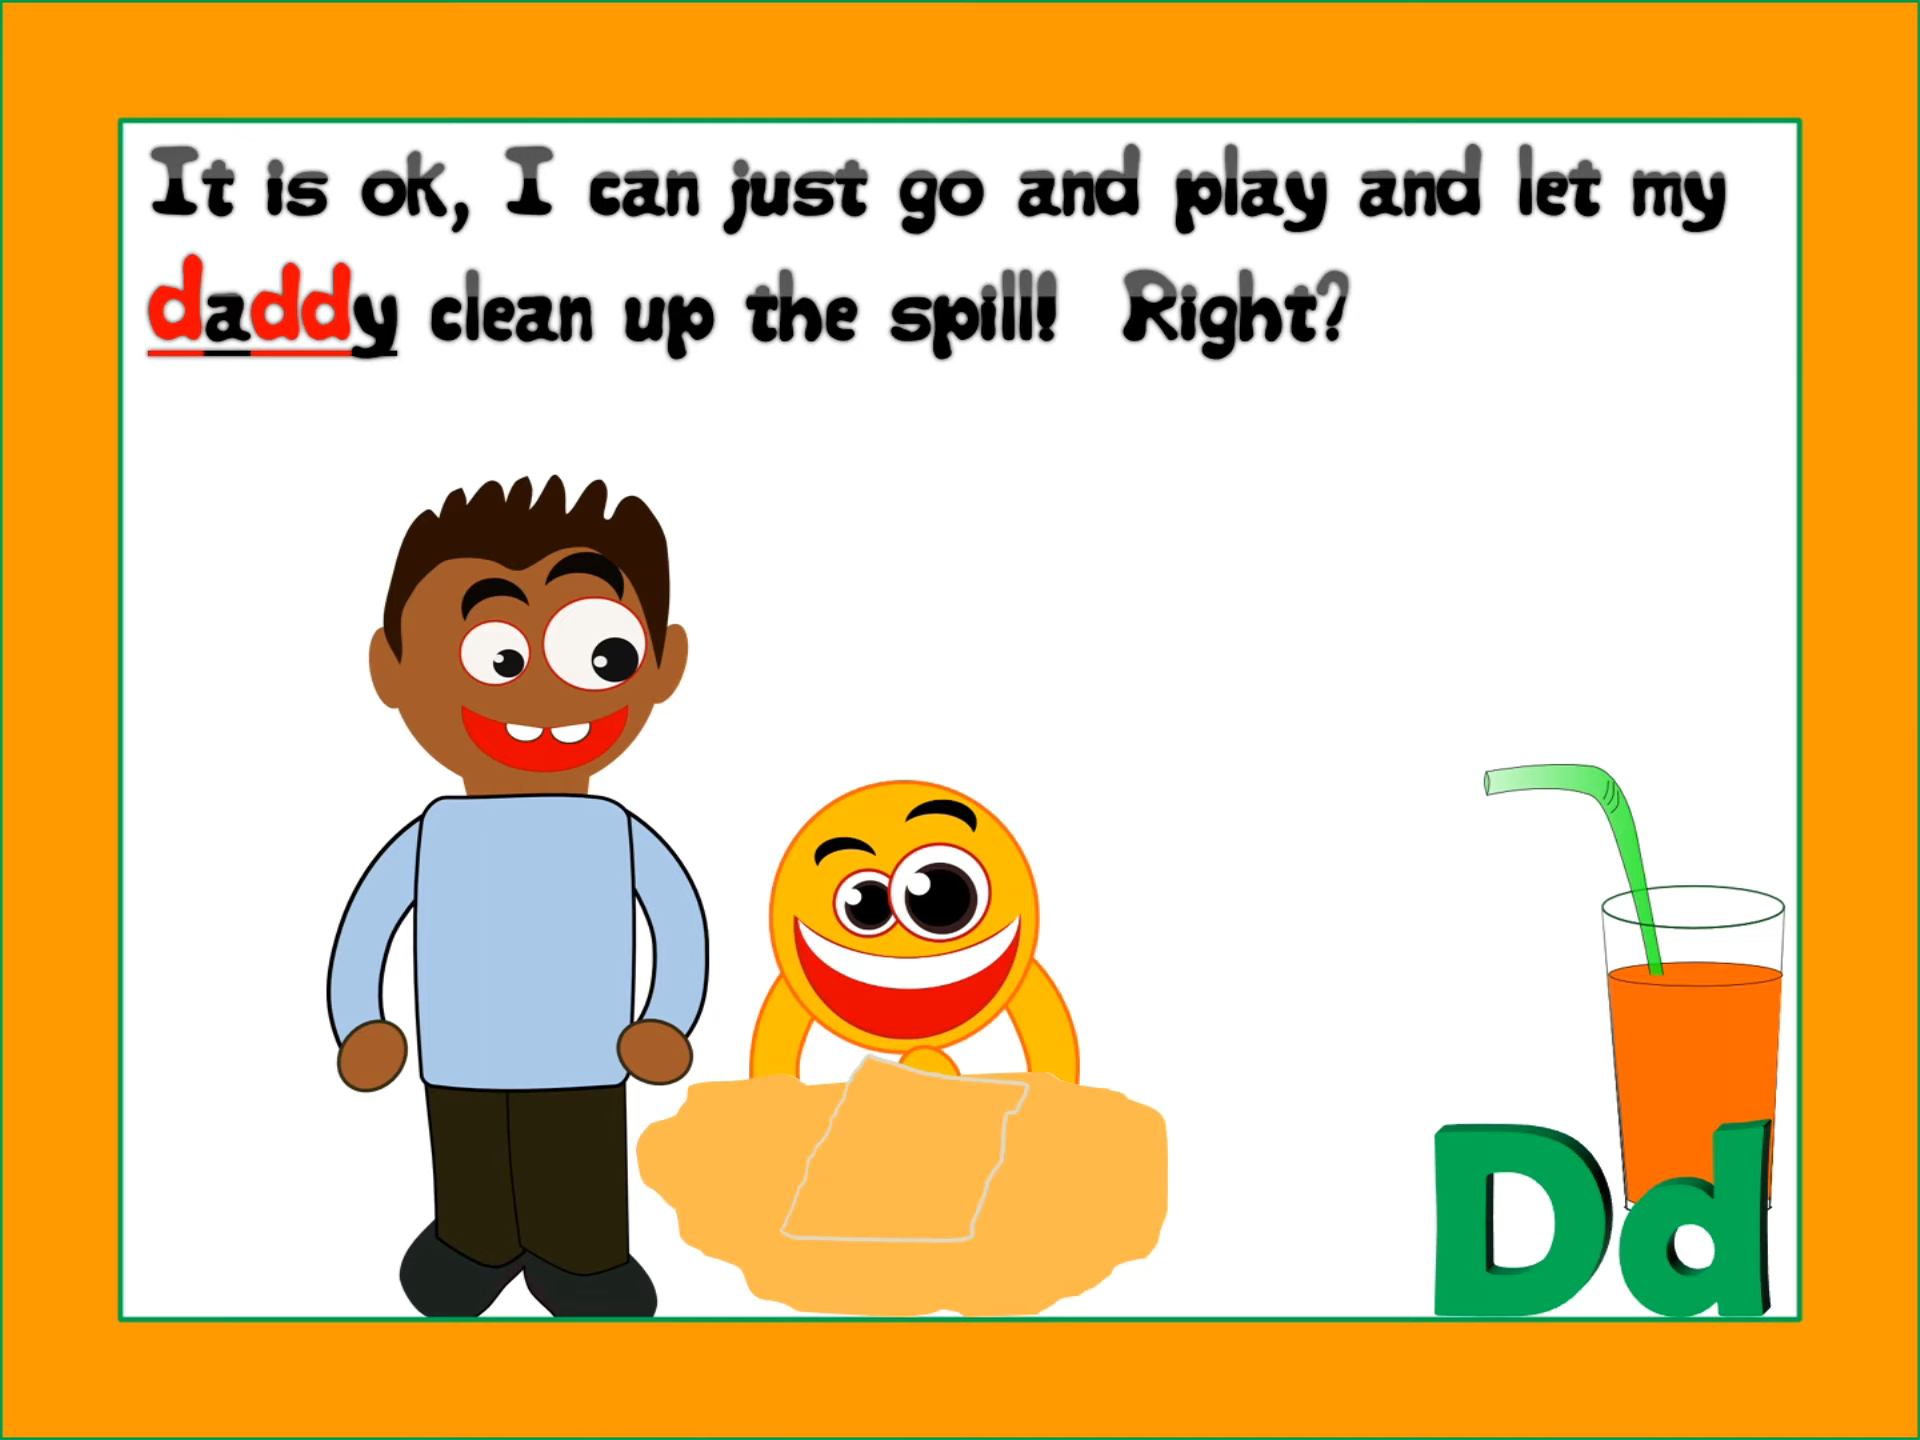 It is ok, I can just go and play and let my
daddy clean up the spill! Right?
Dd